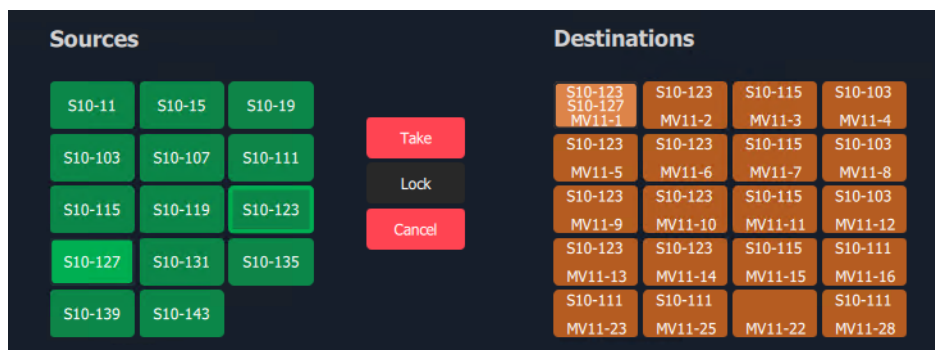 Sources
Destinations
S10-11 S10-15 S10-19
S10-103 S10-107 S10-111
S10-115 S10-119 S10-123
S10-127 S10-131 S10-135
S10-139 S10-143
Take
Lock
Cancel
S10-123 S10-123 S10-115 S10-103
S10-127
MV11-1 MV11-2 MV11-3 MV11-4
S10-123 S10-123 S10-115 S10-103
MV11-5 MV11-6 MV11-7 MV11-8
S10-123 S10-123 S10-115 S10-103
MV11-9 MV11-10 MV11-11 MV11-12
S10-123 S10-123 S10-115 S10-111
MV11-13 MV11-14 MV11-15 MV11-16
S10-111 S10-111 S10-111
MV11-23 MV11-25 MV11-22 MV11-28